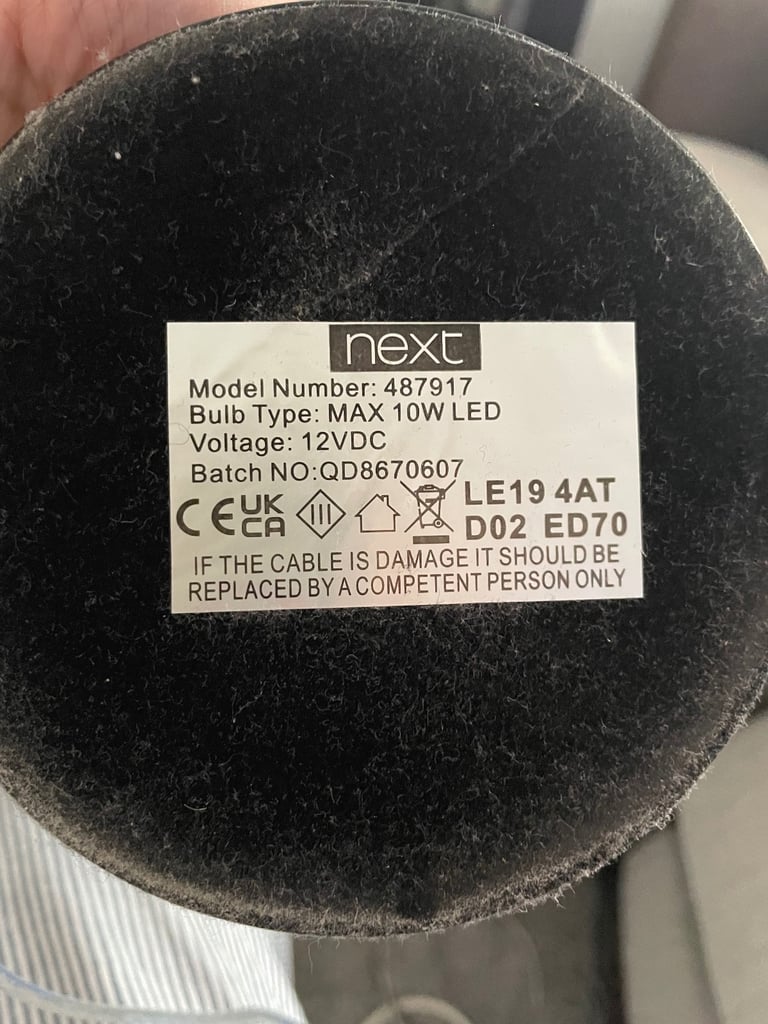 next
Model Number: 487917
Bulb Type: MAX 10W LED
Voltage: 12VDC
Batch NO:QD8670607
CE UK CA III LE19 4AT
D02 ED70
IF THE CABLE IS DAMAGE IT SHOULD BE
REPLACED BY A COMPETENT PERSON ONLY